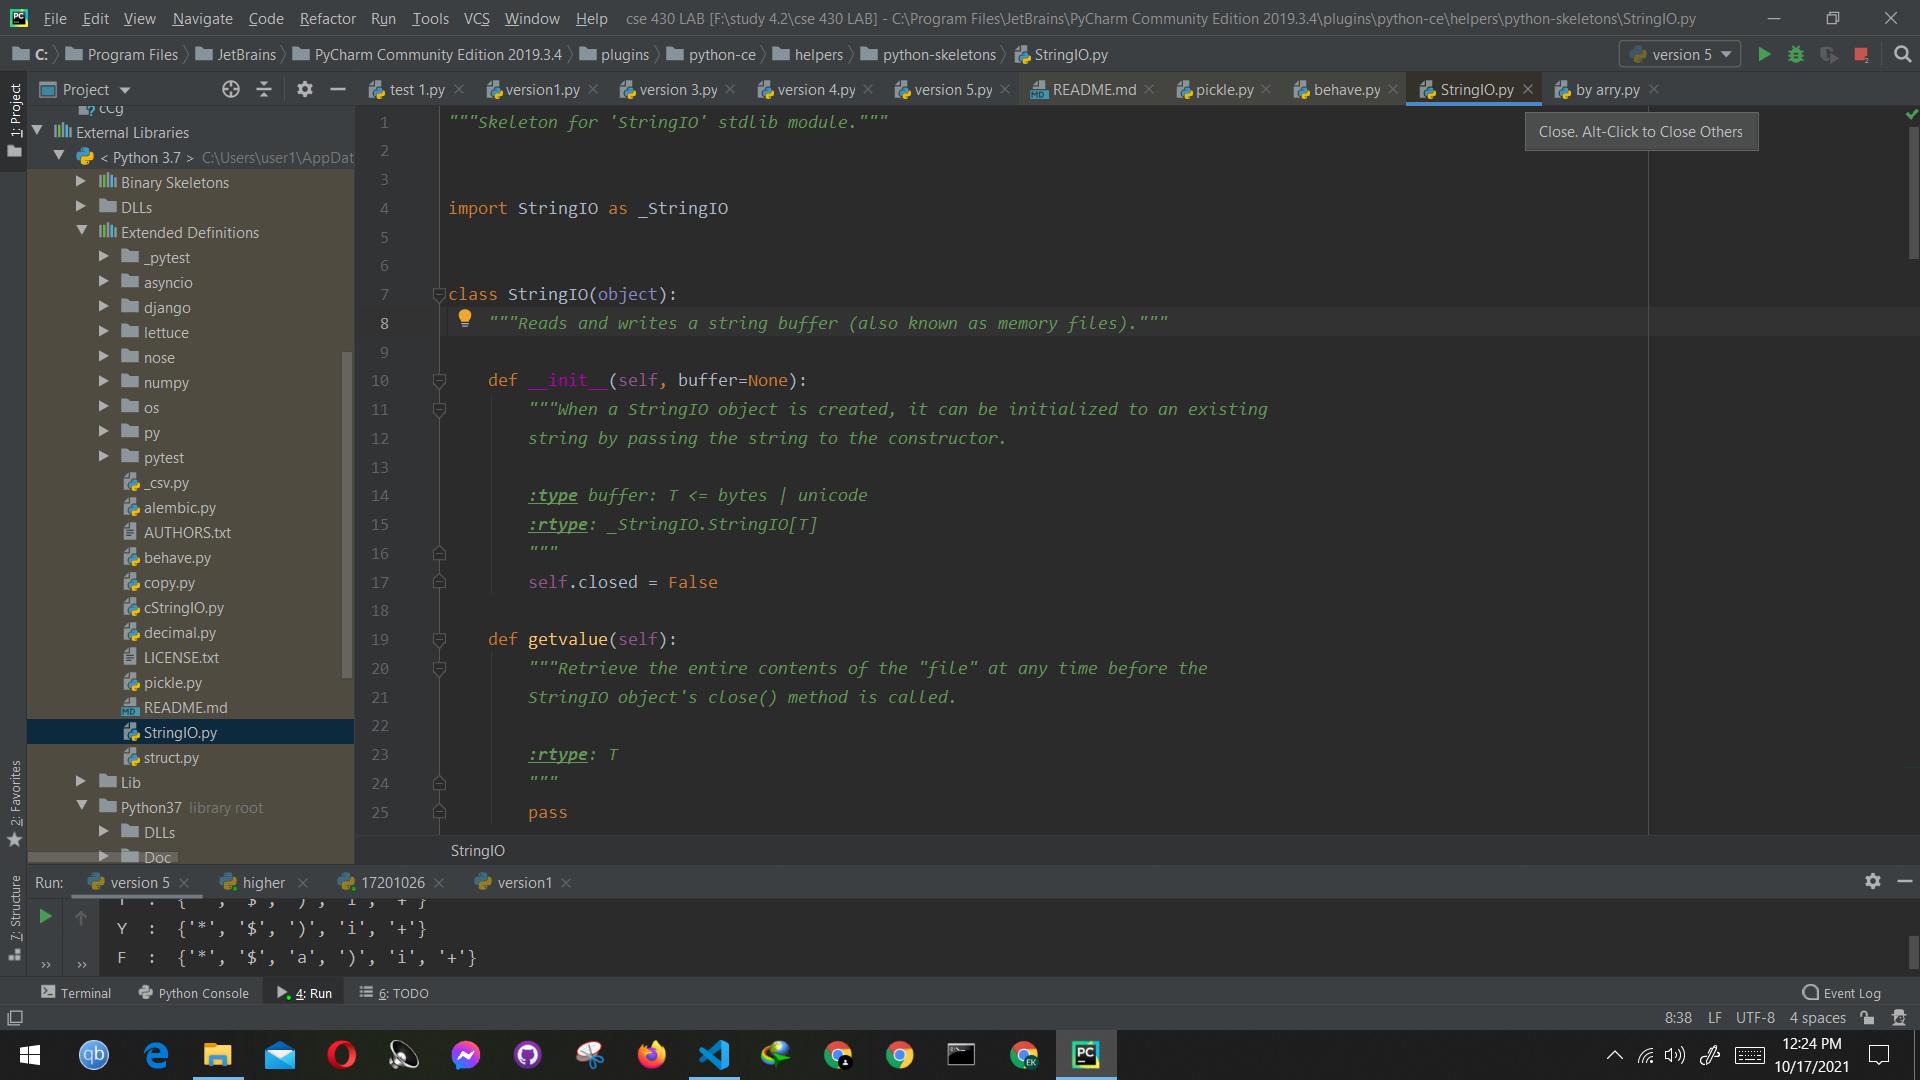 File Edit View Navigate Code Refactor Run Tools VCS Window Help cse 430 LAB [F:\study 4.2\cse 430 LAB] - C:\Program Files\JetBrains\PyCharm Community Edition 2019.3.4\plugins\python-ce\helpers\python-skeletons\StringIO.py
C: Program Files JetBrains PyCharm Community Edition 2019.3.4 plugins python-ce helpers python-skeletons StringIO.py version 5
Project test 1.py version1.py version 3.py version 4.py version 5.py README.md pickle.py behave.py StringIO.py by arry.py
Close. Alt-Click to Close Others
1: Project
2: Favorites
7: Structure
External Libraries
< Python 3.7 > C:\Users\user1\AppDat
Binary Skeletons
DLLs
Extended Definitions
_pytest
asyncio
django
lettuce
nose
numpy
os
py
pytest
_csv.py
alembic.py
AUTHORS.txt
behave.py
copy.py
cStringIO.py
decimal.py
LICENSE.txt
pickle.py
README.md
StringIO.py
struct.py
Lib
Python37 library root
DLLs
Doc
1 """Skeleton for 'StringIO' stdlib module."""
2
3
4 import StringIO as _StringIO
5
6
7 class StringIO(object):
8 """Reads and writes a string buffer (also known as memory files)."""
9
10 def __init__(self, buffer=None):
11 """When a StringIO object is created, it can be initialized to an existing
12 string by passing the string to the constructor.
13
14 :type buffer: T <= bytes | unicode
15 :rtype: _StringIO.StringIO[T]
16 """
17 self.closed = False
18
19 def getvalue(self):
20 """Retrieve the entire contents of the "file" at any time before the
21 StringIO object's close() method is called.
22
23 :rtype: T
24 """
25 pass
StringIO
Run: version 5 higher 17201026 version1
Y : {'*', '$', ')', 'i', '+'}
F : {'*', '$', 'a', ')', 'i', '+'}
Terminal Python Console 4: Run 6: TODO Event Log
8:38 LF UTF-8 4 spaces
12:24 PM
10/17/2021